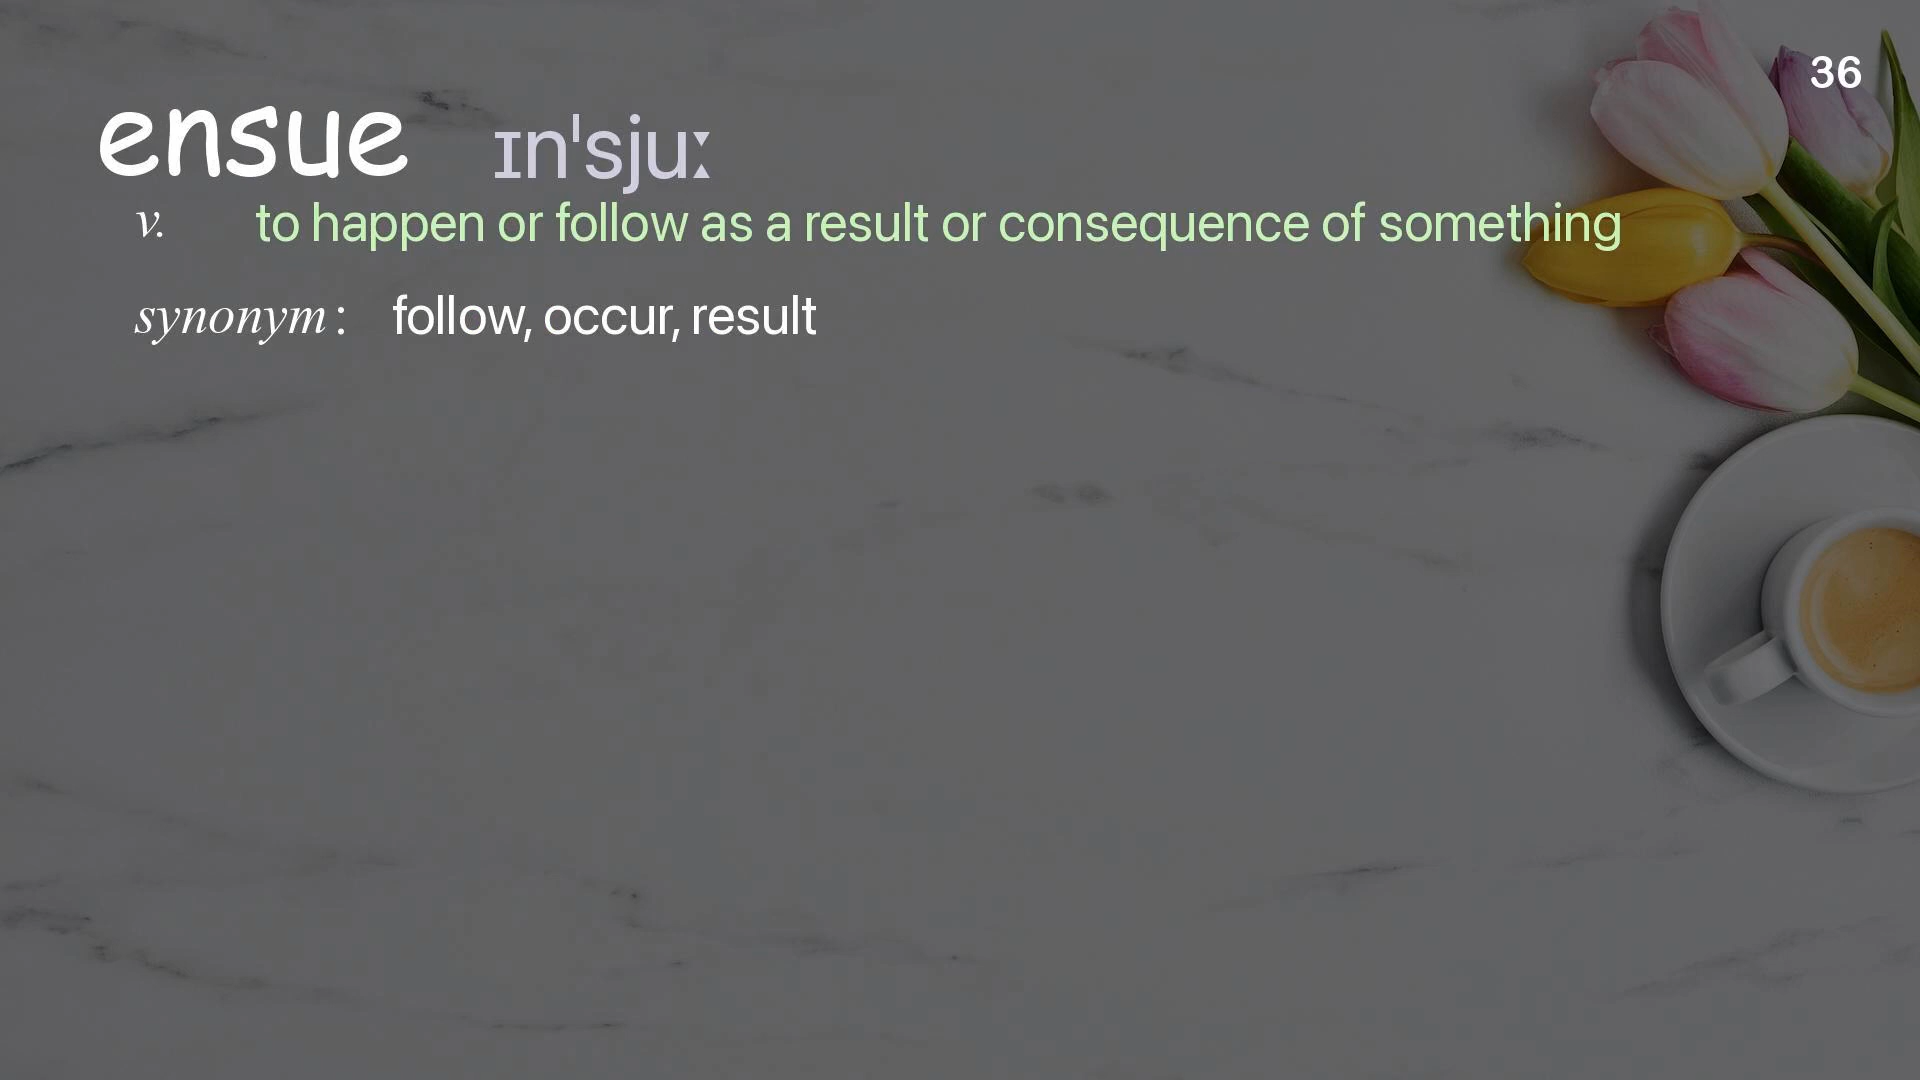 36
ensue ɪnˈsjuː
v. to happen or follow as a result or consequence of something
synonym : follow, occur, result